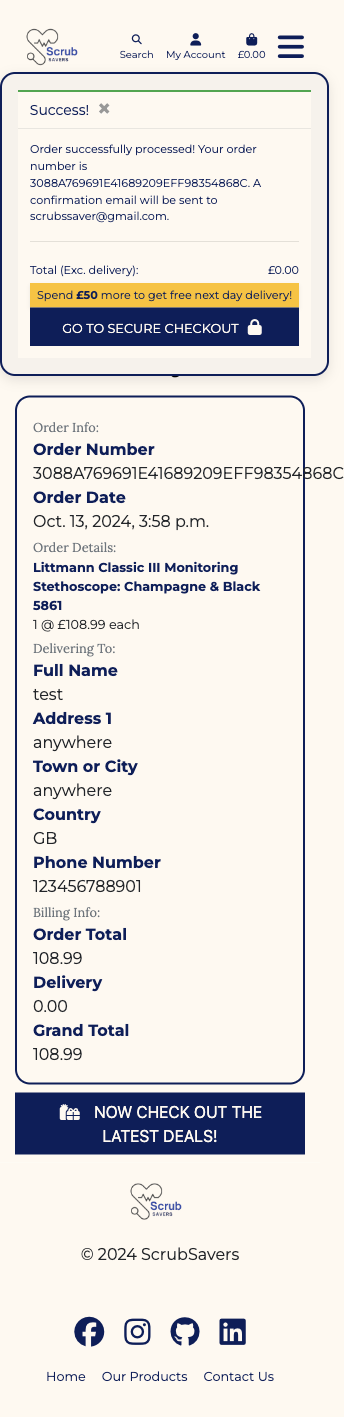 Scrub
SAVERS
Search
My Account
£0.00
Success! ✖
Order successfully processed! Your order
number is
3088A769691E41689209EFF98354868C. A
confirmation email will be sent to
scrubssaver@gmail.com.
Total (Exc. delivery): £0.00
Spend £50 more to get free next day delivery!
GO TO SECURE CHECKOUT
Order Info:
Order Number
3088A769691E41689209EFF98354868C
Order Date
Oct. 13, 2024, 3:58 p.m.
Order Details:
Littmann Classic III Monitoring
Stethoscope: Champagne & Black
5861
1 @ £108.99 each
Delivering To:
Full Name
test
Address 1
anywhere
Town or City
anywhere
Country
GB
Phone Number
123456788901
Billing Info:
Order Total
108.99
Delivery
0.00
Grand Total
108.99
NOW CHECK OUT THE
LATEST DEALS!
Scrub
SAVERS
© 2024 ScrubSavers
Home Our Products Contact Us